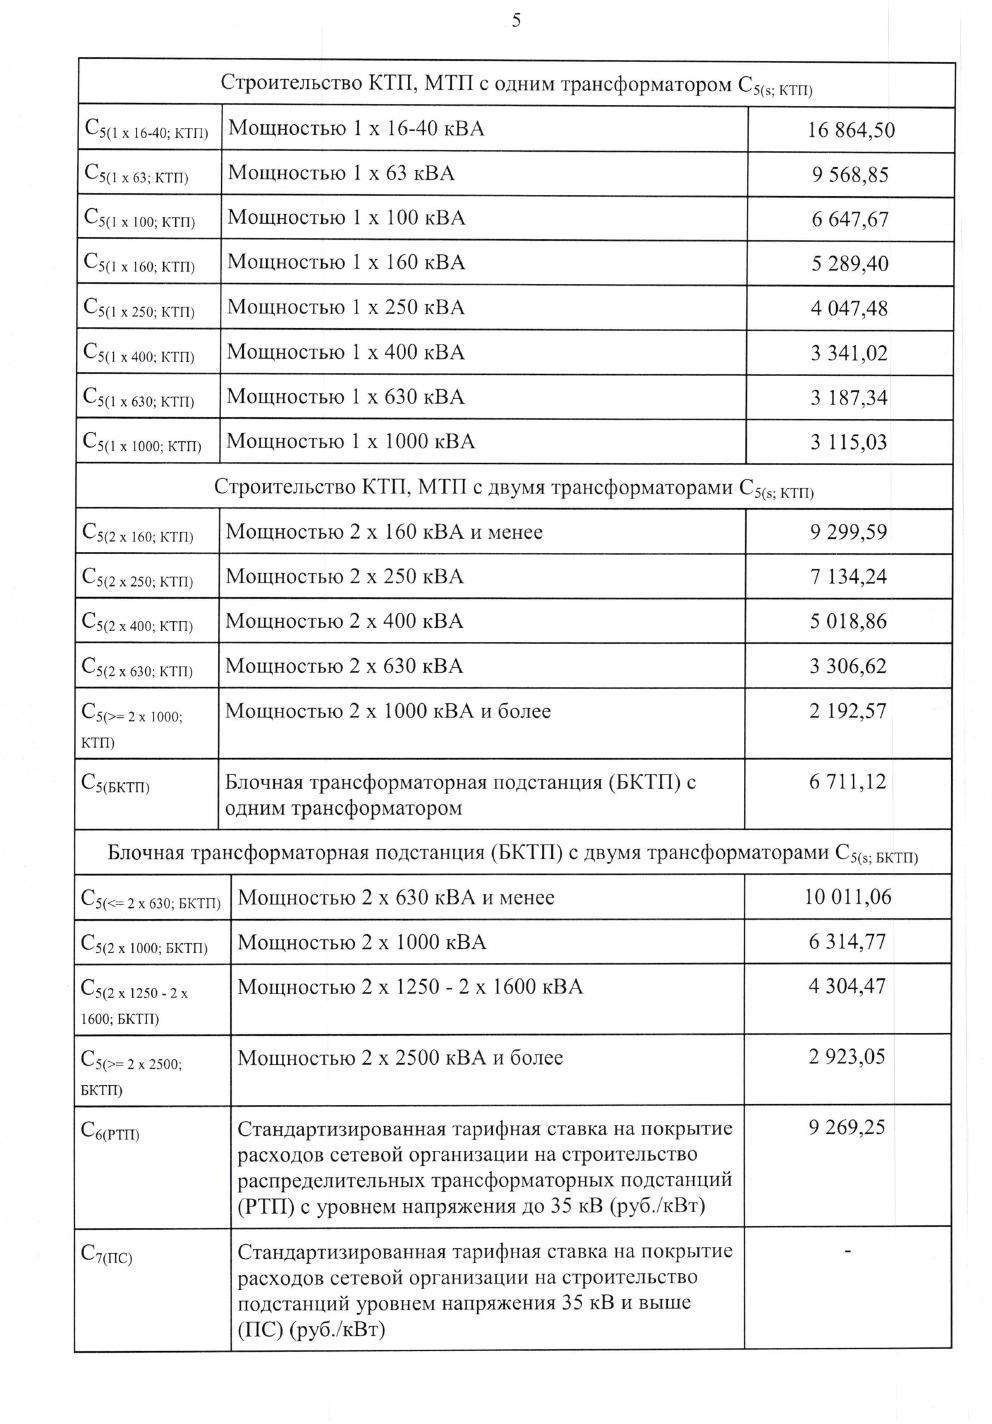 5
Строительство КТП, МТП с одним трансформатором С5(s; КТП)
С5(1 х 16-40; КТП) Мощностью 1 х 16-40 кВА 16 864,50
С5(1 х 63; КТП) Мощностью 1 х 63 кВА 9 568,85
С5(1 х 100; КТП) Мощностью 1 х 100 кВА 6 647,67
С5(1 х 160; КТП) Мощностью 1 х 160 кВА 5 289,40
С5(1 х 250; КТП) Мощностью 1 х 250 кВА 4 047,48
С5(1 х 400; КТП) Мощностью 1 х 400 кВА 3 341,02
С5(1 х 630; КТП) Мощностью 1 х 630 кВА 3 187,34
С5(1 х 1000; КТП) Мощностью 1 х 1000 кВА 3 115,03
Строительство КТП, МТП с двумя трансформаторами С5(s; КТП)
С5(2 х 160; КТП) Мощностью 2 х 160 кВА и менее 9 299,59
С5(2 х 250; КТП) Мощностью 2 х 250 кВА 7 134,24
С5(2 х 400; КТП) Мощностью 2 х 400 кВА 5 018,86
С5(2 х 630; КТП) Мощностью 2 х 630 кВА 3 306,62
С5(>= 2 х 1000; Мощностью 2 х 1000 кВА и более 2 192,57
КТП)
С5(БКТП) Блочная трансформаторная подстанция (БКТП) с 6 711,12
одним трансформатором
Блочная трансформаторная подстанция (БКТП) с двумя трансформаторами С5(s; БКТП)
С5(<= 2 х 630; БКТП) Мощностью 2 х 630 кВА и менее 10 011,06
С5(2 х 1000; БКТП) Мощностью 2 х 1000 кВА 6 314,77
С5(2 х 1250 - 2 х Мощностью 2 х 1250 - 2 х 1600 кВА 4 304,47
1600; БКТП)
С5(>= 2 х 2500; Мощностью 2 х 2500 кВА и более 2 923,05
БКТП)
С6(РТП) Стандартизированная тарифная ставка на покрытие 9 269,25
расходов сетевой организации на строительство
распределительных трансформаторных подстанций
(РТП) с уровнем напряжения до 35 кВ (руб./кВт)
С7(ПС) Стандартизированная тарифная ставка на покрытие -
расходов сетевой организации на строительство
подстанций уровнем напряжения 35 кВ и выше
(ПС) (руб./кВт)